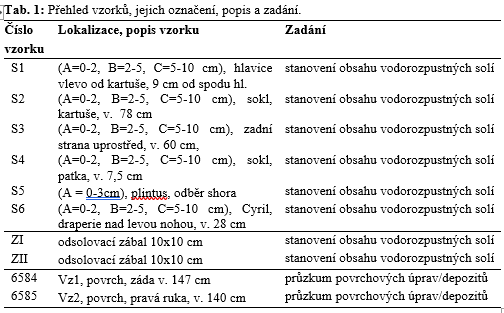 Tab. 1: Přehled vzorků, jejich označení, popis a zadání.
Číslo vzorku Lokalizace, popis vzorku Zadání
S1 (A=0-2, B=2-5, C=5-10 cm), hlavice stanovení obsahu vodorozpustných solí
vlevo od kartuše, 9 cm od spodu hl.
S2 (A=0-2, B=2-5, C=5-10 cm), sokl, stanovení obsahu vodorozpustných solí
kartuše, v. 78 cm
S3 (A=0-2, B=2-5, C=5-10 cm), zadní stanovení obsahu vodorozpustných solí
strana uprostřed, v. 60 cm,
S4 (A=0-2, B=2-5, C=5-10 cm), sokl, stanovení obsahu vodorozpustných solí
patka, v. 7,5 cm
S5 (A = 0-3cm), plintus, odběr shora stanovení obsahu vodorozpustných solí
S6 (A=0-2, B=2-5, C=5-10 cm), Cyril, stanovení obsahu vodorozpustných solí
draperie nad levou nohou, v. 28 cm
ZI odsolovací zábal 10x10 cm stanovení obsahu vodorozpustných solí
ZII odsolovací zábal 10x10 cm stanovení obsahu vodorozpustných solí
6584 Vz1, povrch, záda v. 147 cm průzkum povrchových úprav/depozitů
6585 Vz2, povrch, pravá ruka, v. 140 cm průzkum povrchových úprav/depozitů